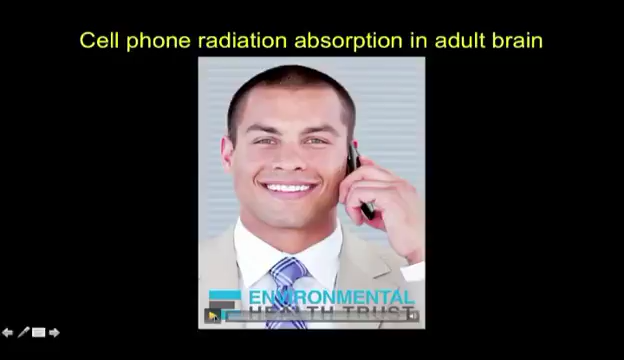 Cell phone radiation absorption in adult brain
ENVIRONMENTAL
HEALTH TRUST